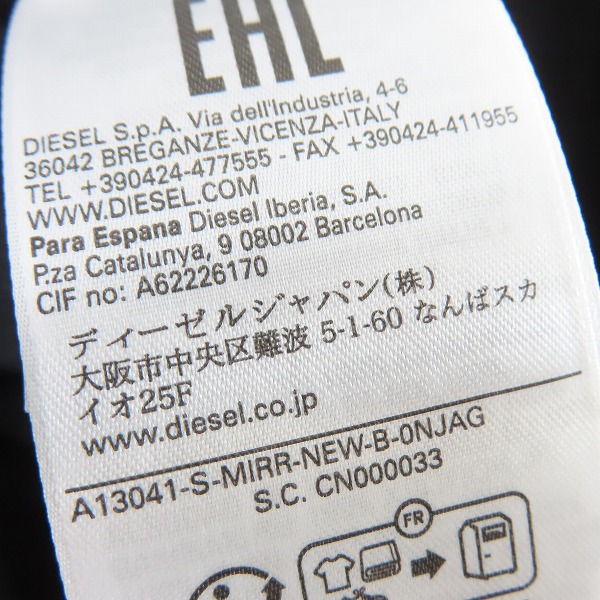 EAC
DIESEL S.p.A. Via dell'Industria, 4-6
36042 BREGANZE-VICENZA-ITALY
TEL +390424-477555 - FAX +390424-411955
WWW.DIESEL.COM
Para Espana Diesel Iberia, S.A.
P.za Catalunya, 9 08002 Barcelona
CIF no: A62226170
ディーゼルジャパン(株)
大阪市中央区難波 5-1-60 なんばスカ
イオ25F
www.diesel.co.jp
A13041-S-MIRR-NEW-B-0NJAG
S.C. CN000033
FR